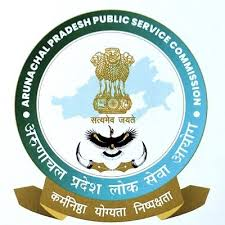 ARUNACHAL PRADESH PUBLIC SERVICE COMMISSION
सत्यमेव जयते
अरुणाचल प्रदेश लोक सेवा आयोग
कर्मनिष्ठा योग्यता निष्पक्षता